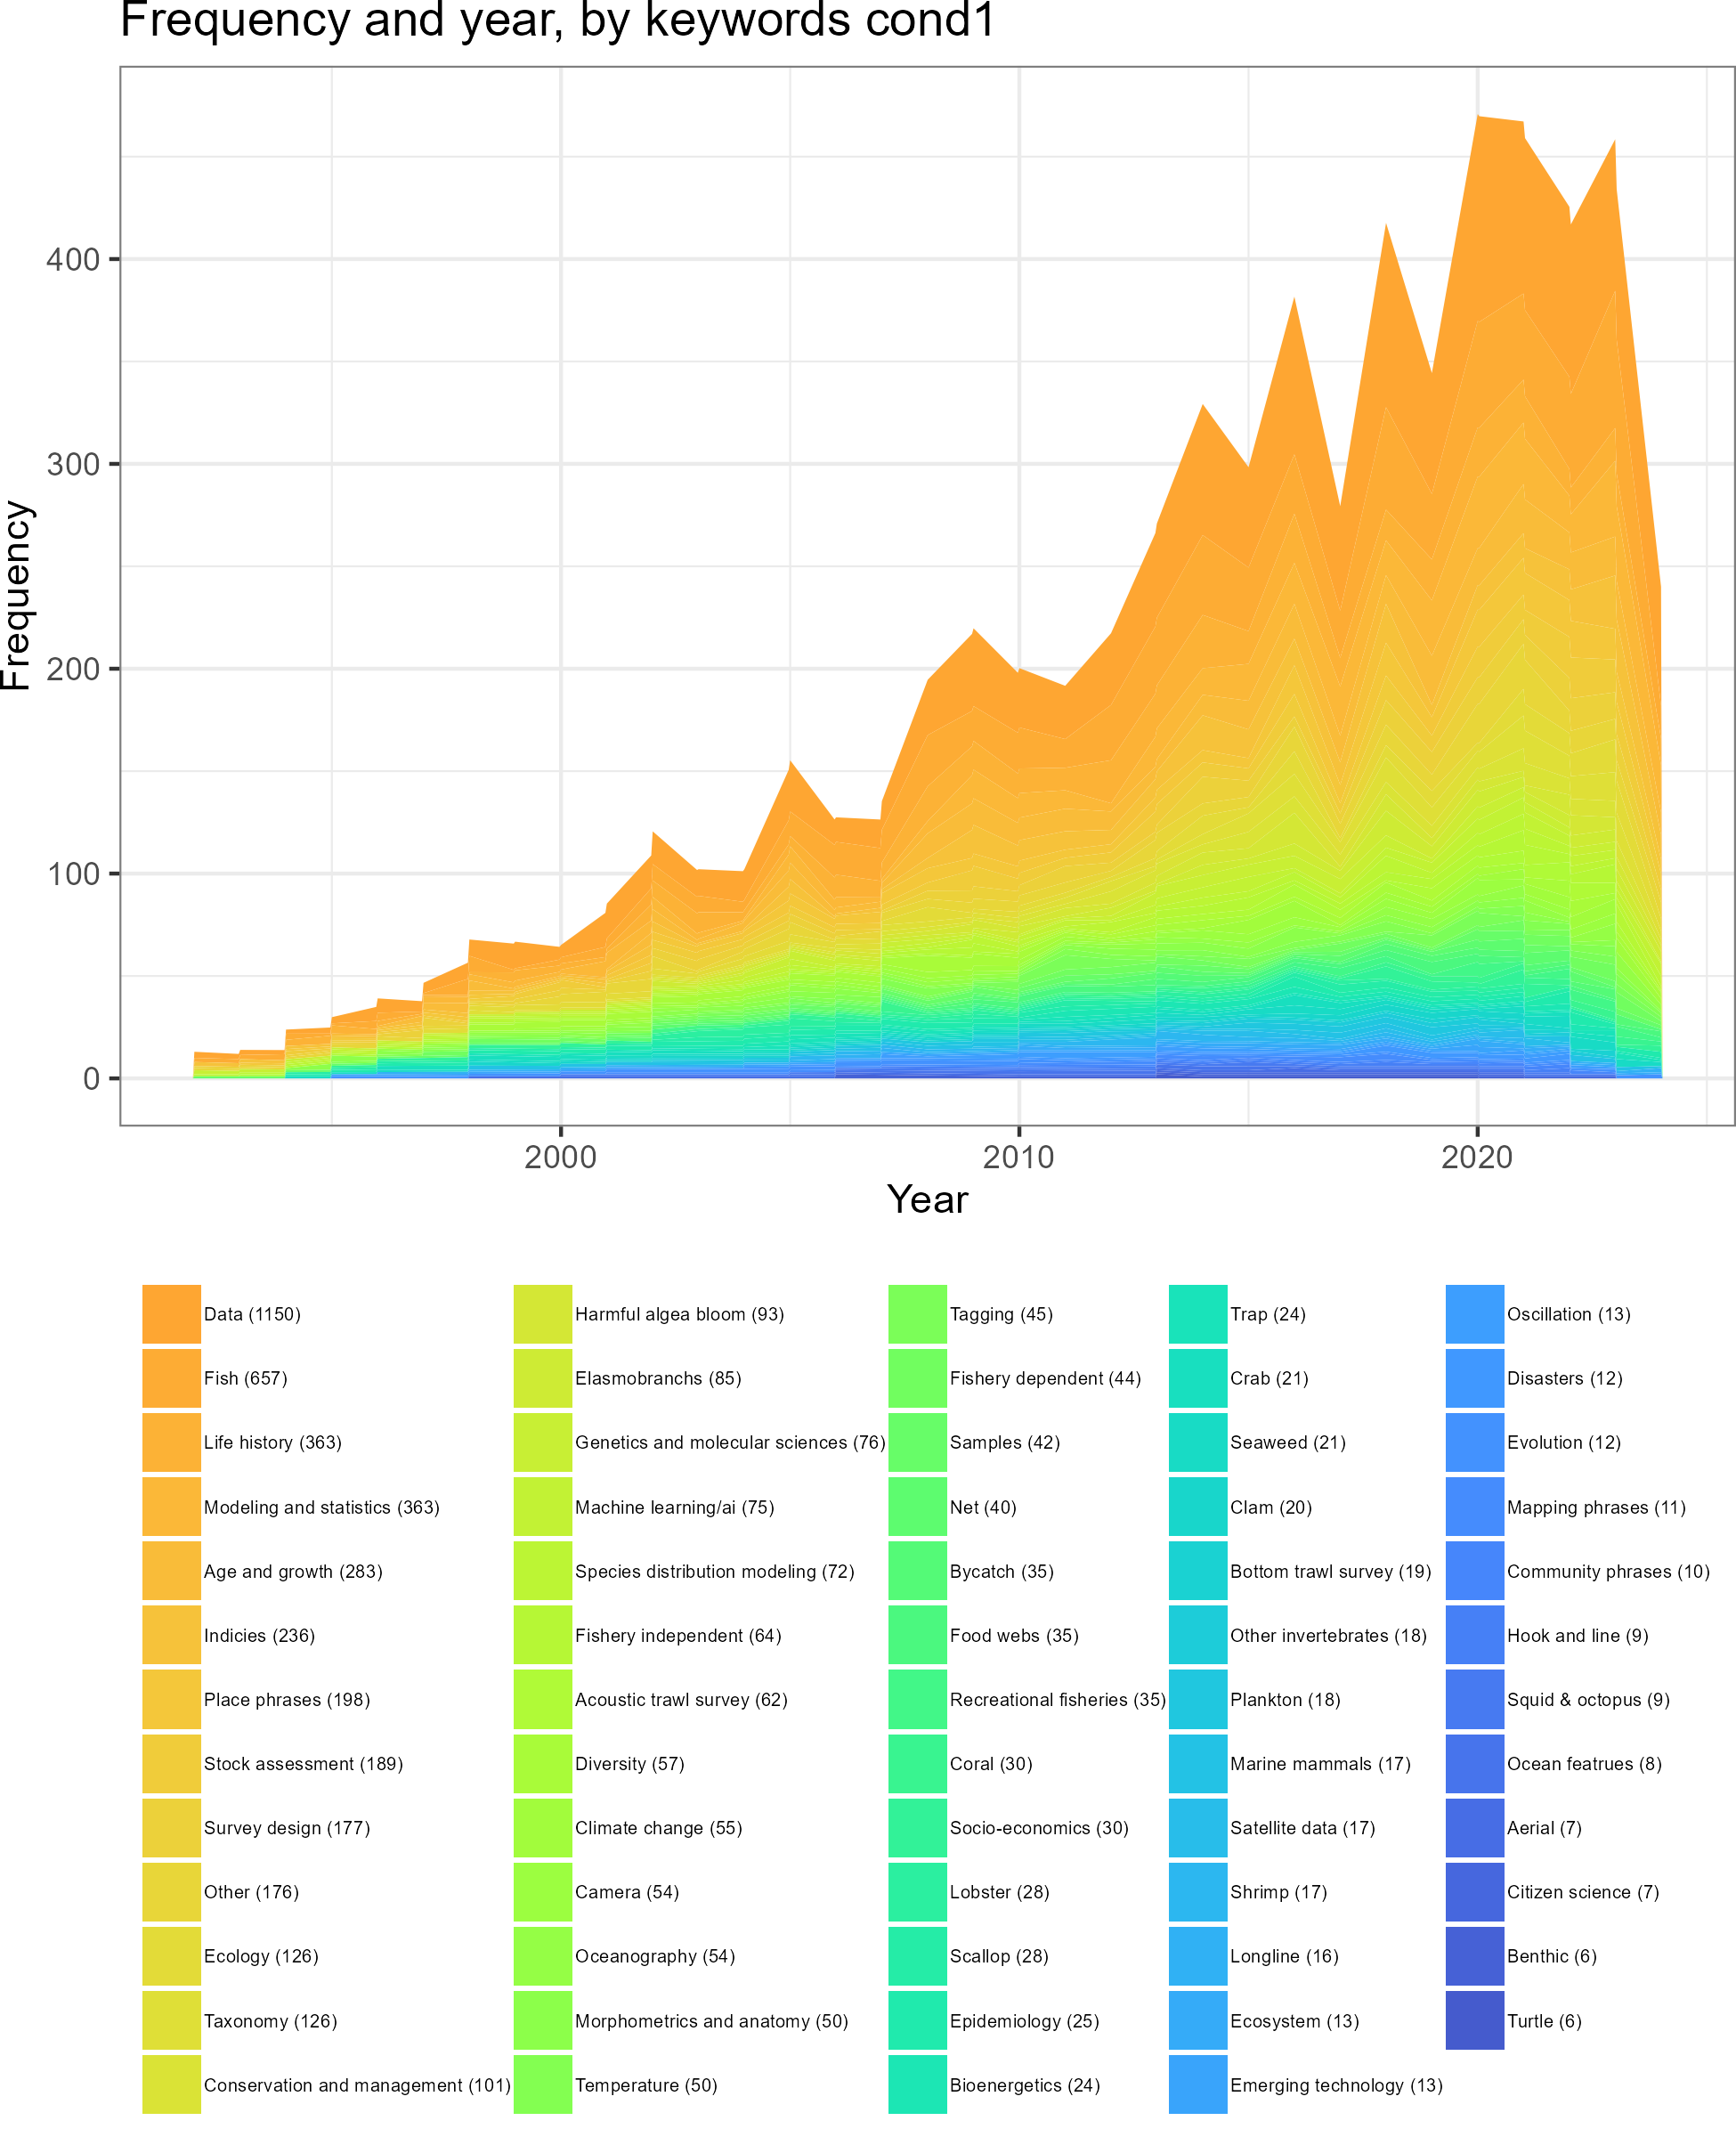 Frequency and year, by keywords cond1
Frequency
400
300
200
100
0
2000 2010 2020
Year
Data (1150)
Fish (657)
Life history (363)
Modeling and statistics (363)
Age and growth (283)
Indicies (236)
Place phrases (198)
Stock assessment (189)
Survey design (177)
Other (176)
Ecology (126)
Taxonomy (126)
Conservation and management (101)
Harmful algea bloom (93)
Elasmobranchs (85)
Genetics and molecular sciences (76)
Machine learning/ai (75)
Species distribution modeling (72)
Fishery independent (64)
Acoustic trawl survey (62)
Diversity (57)
Climate change (55)
Camera (54)
Oceanography (54)
Morphometrics and anatomy (50)
Temperature (50)
Tagging (45)
Fishery dependent (44)
Samples (42)
Net (40)
Bycatch (35)
Food webs (35)
Recreational fisheries (35)
Coral (30)
Socio-economics (30)
Lobster (28)
Scallop (28)
Epidemiology (25)
Bioenergetics (24)
Trap (24)
Crab (21)
Seaweed (21)
Clam (20)
Bottom trawl survey (19)
Other invertebrates (18)
Plankton (18)
Marine mammals (17)
Satellite data (17)
Shrimp (17)
Longline (16)
Ecosystem (13)
Emerging technology (13)
Oscillation (13)
Disasters (12)
Evolution (12)
Mapping phrases (11)
Community phrases (10)
Hook and line (9)
Squid & octopus (9)
Ocean featrues (8)
Aerial (7)
Citizen science (7)
Benthic (6)
Turtle (6)